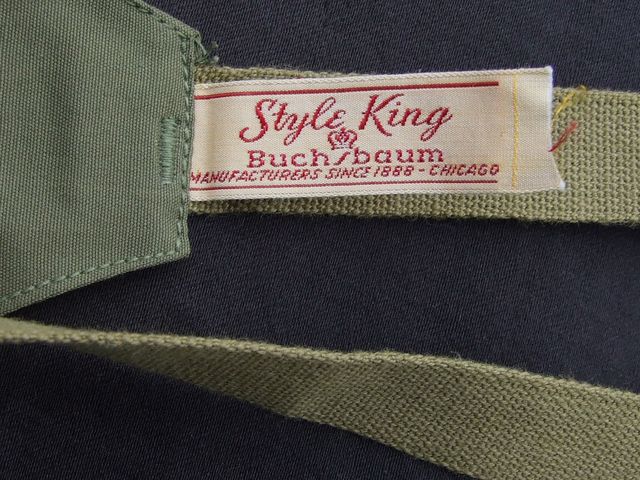 Style King
Buchsbaum
MANUFACTURERS SINCE 1888 - CHICAGO